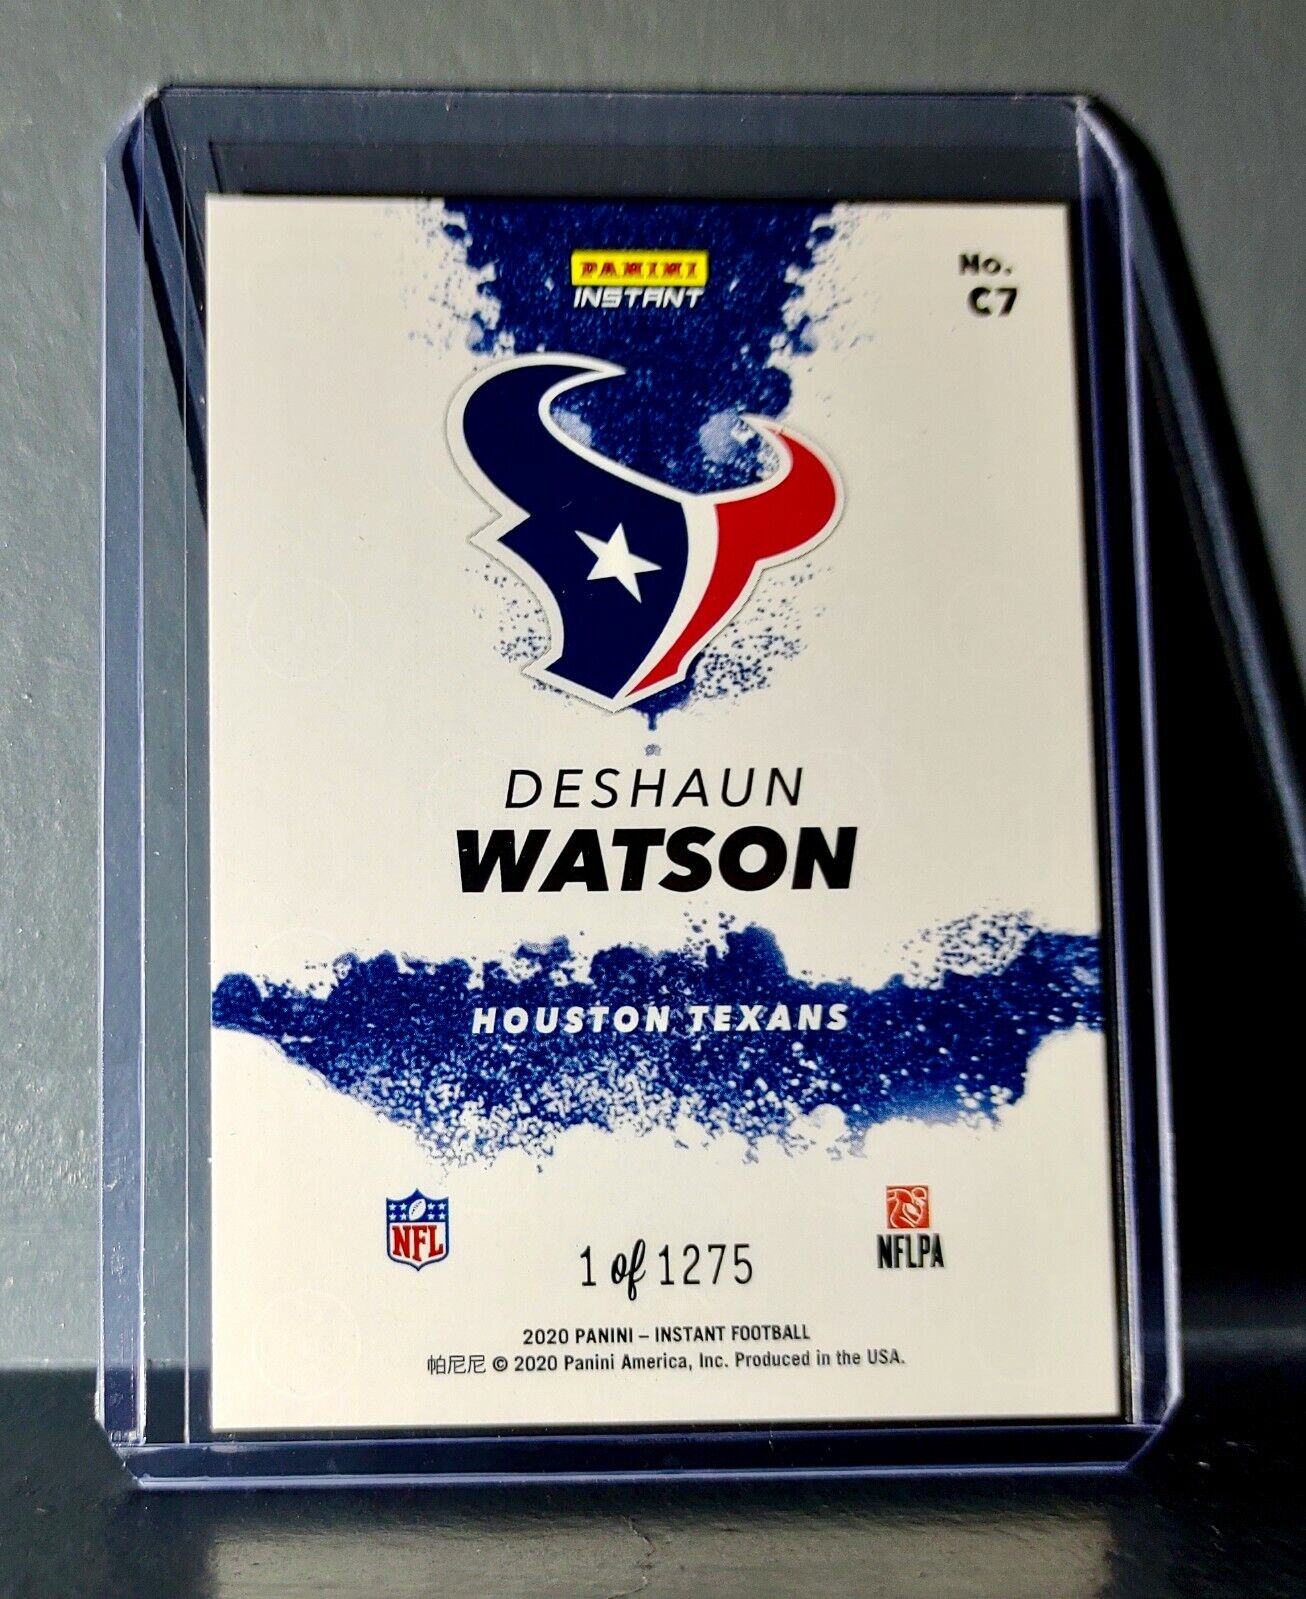 PANINI
INSTANT
No.
C7
DESHAUN
WATSON
HOUSTON TEXANS
NFL
NFLPA
1 of 1275
2020 PANINI – INSTANT FOOTBALL
帕尼尼 © 2020 Panini America, Inc. Produced in the USA.